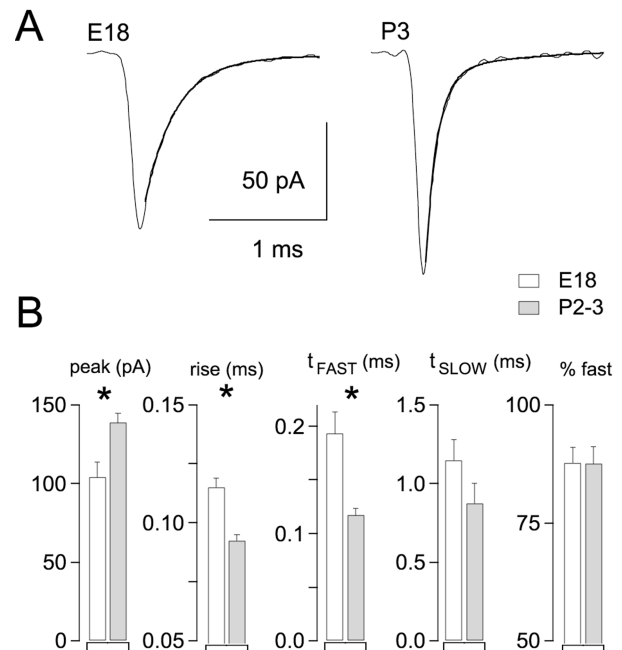 A
E18
P3
50 pA
1 ms
E18
P2-3
B
peak (pA)
rise (ms)
t FAST (ms)
t SLOW (ms)
% fast
*
*
*
150
100
50
0
0.15
0.10
0.05
0.2
0.1
0.0
1.5
1.0
0.5
0.0
100
75
50